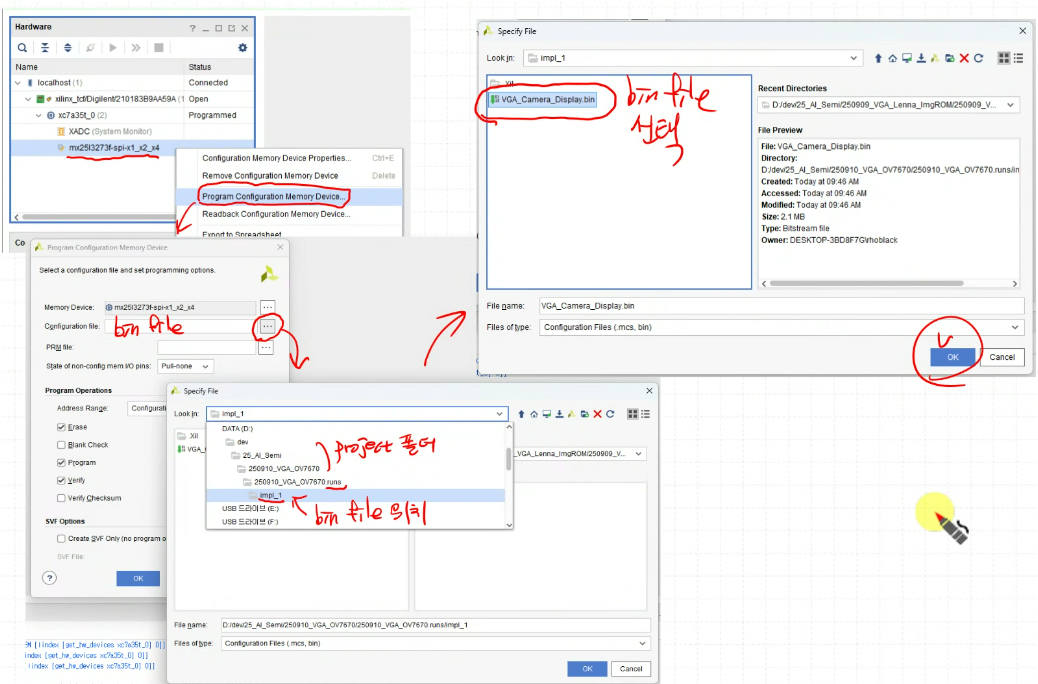 Hardware
? _ □ ☐ ✕
Name
Status
localhost (1)
Connected
xilinx_tcf/Digilent/210183B9AA59A (1
Open
xc7a35t_0 (2)
Programmed
XADC (System Monitor)
mx25l3273f-spi-x1_x2_x4
Configuration Memory Device Properties...
Ctrl+E
Remove Configuration Memory Device
Delete
Program Configuration Memory Device...
Readback Configuration Memory Device...
Export to Spreadsheet
Co
Program Configuration Memory Device
Select a configuration file and set programming options.
Memory Device:
mx25l3273f-spi-x1_x2_x4
...
Configuration file:
bin file
...
PRM file:
...
State of non-config mem I/O pins:
Pull-none
Program Operations
Address Range:
Configurati
Erase
Blank Check
Program
Verify
Verify Checksum
SVF Options
Create SVF Only (no program o
SVF File:
?
OK
Specify File
Look in:
impl_1
.Xil
VGA_Camera_Display.bin
bin file
선택
Recent Directories
D:/dev/25_AI_Semi/250909_VGA_Lenna_ImgROM/250909_V...
File Preview
File: VGA_Camera_Display.bin
Directory:
D:/dev/25_AI_Semi/250910_VGA_OV7670/250910_VGA_OV7670.runs/im
Created: Today at 09:46 AM
Accessed: Today at 09:46 AM
Modified: Today at 09:46 AM
Size: 2.1 MB
Type: Bitstream file
Owner: DESKTOP-3BD8F7G\rhoblack
File name:
VGA_Camera_Display.bin
Files of type:
Configuration Files (.mcs, bin)
OK
Cancel
Specify File
Look in:
impl_1
.Xil
VGA_
DATA (D:)
dev
25_AI_Semi
250910_VGA_OV7670
250910_VGA_OV7670.runs
impl_1
USB 드라이브 (E:)
USB 드라이브 (F:)
project 폴더
bin file 위치
_VGA_Lenna_ImgROM/250909_V...
File name:
D:/dev/25_AI_Semi/250910_VGA_OV7670/250910_VGA_OV7670.runs/impl_1
Files of type:
Configuration Files (.mcs, bin)
OK
Cancel
[lindex [get_hw_devices xc7a35t_0] 0]]
index [get_hw_devices xc7a35t_0] 0]]
lindex [get_hw_devices xc7a35t_0] 0]]